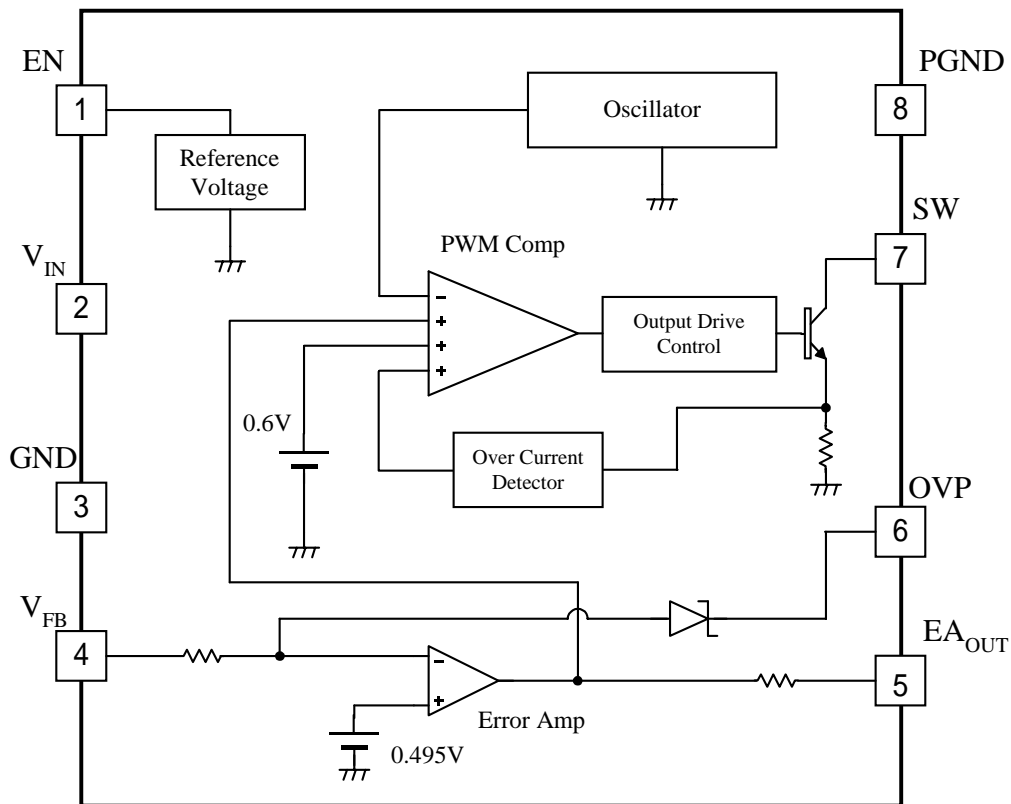 EN
1
Reference
Voltage
V_IN
2
GND
3
V_FB
4
Oscillator
PWM Comp
-
+
+
+
Output Drive
Control
0.6V
Over Current
Detector
-
+
Error Amp
0.495V
PGND
8
SW
7
OVP
6
EA_OUT
5